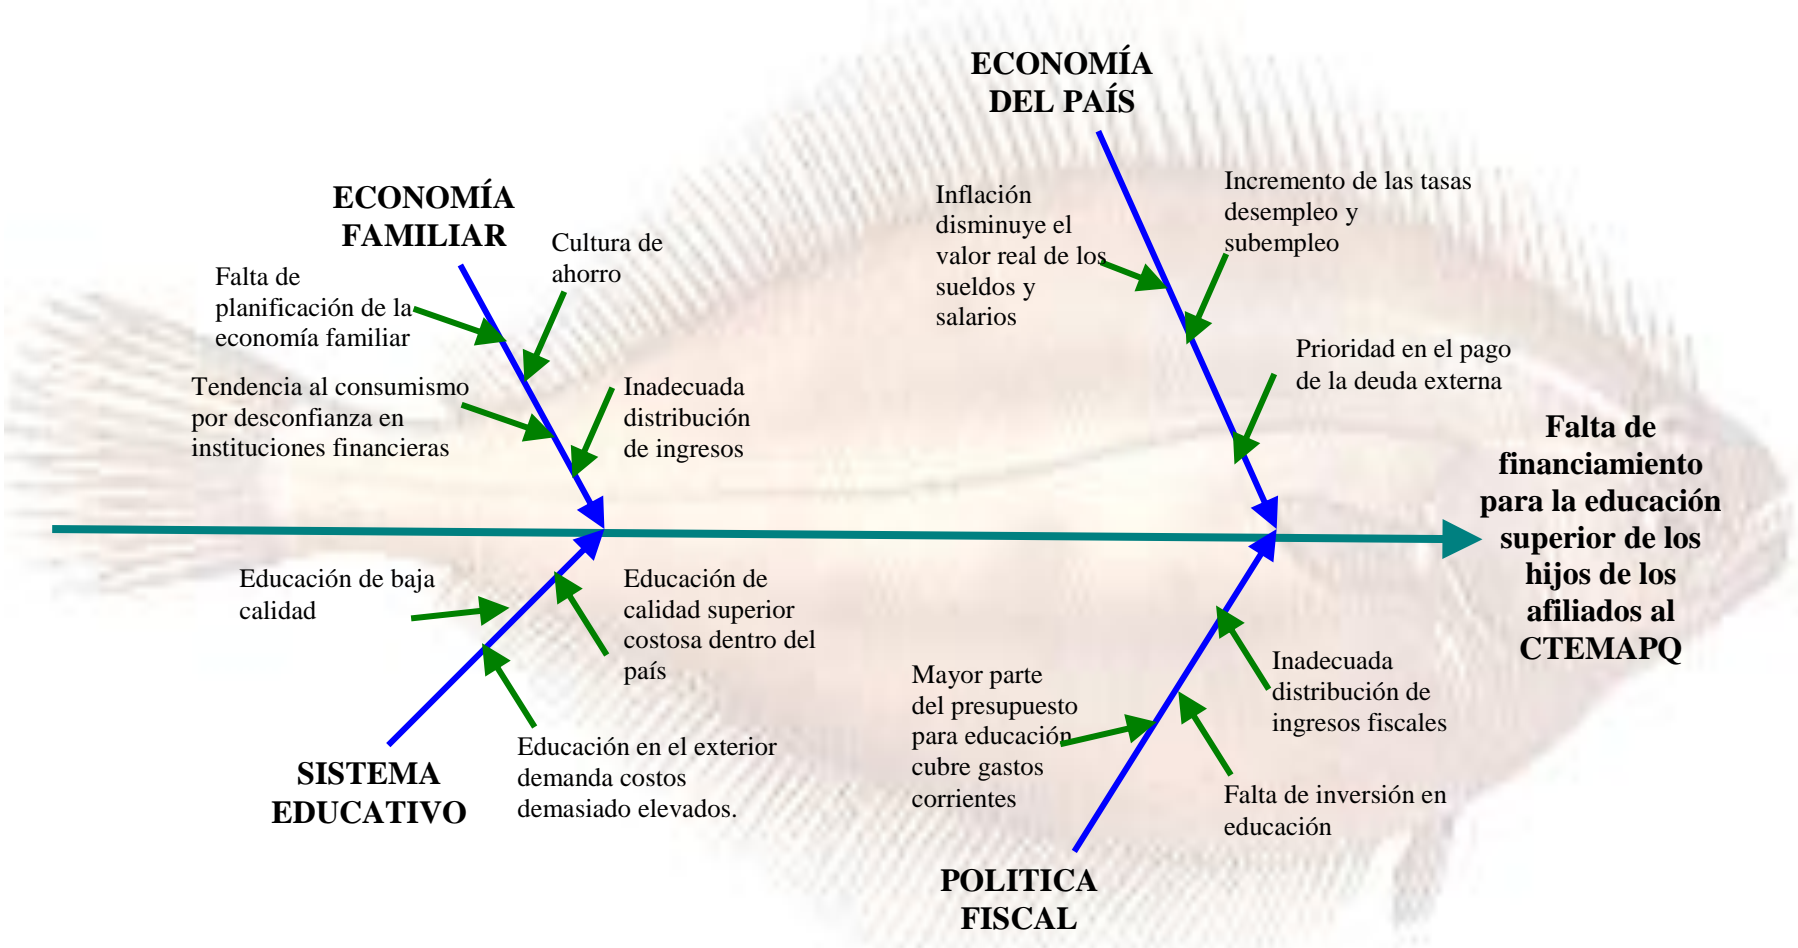 ECONOMÍA
DEL PAÍS
ECONOMÍA
FAMILIAR
Cultura de
ahorro
Falta de
planificación de la
economía familiar
Tendencia al consumismo
por desconfianza en
instituciones financieras
Inadecuada
distribución
de ingresos
Inflación
disminuye el
valor real de los
sueldos y
salarios
Incremento de las tasas
desempleo y
subempleo
Prioridad en el pago
de la deuda externa
Falta de
financiamiento
para la educación
superior de los
hijos de los
afiliados al
CTEMAPQ
Educación de baja
calidad
Educación de
calidad superior
costosa dentro del
país
Educación en el exterior
demanda costos
demasiado elevados.
SISTEMA
EDUCATIVO
Mayor parte
del presupuesto
para educación
cubre gastos
corrientes
Inadecuada
distribución de
ingresos fiscales
Falta de inversión en
educación
POLITICA
FISCAL